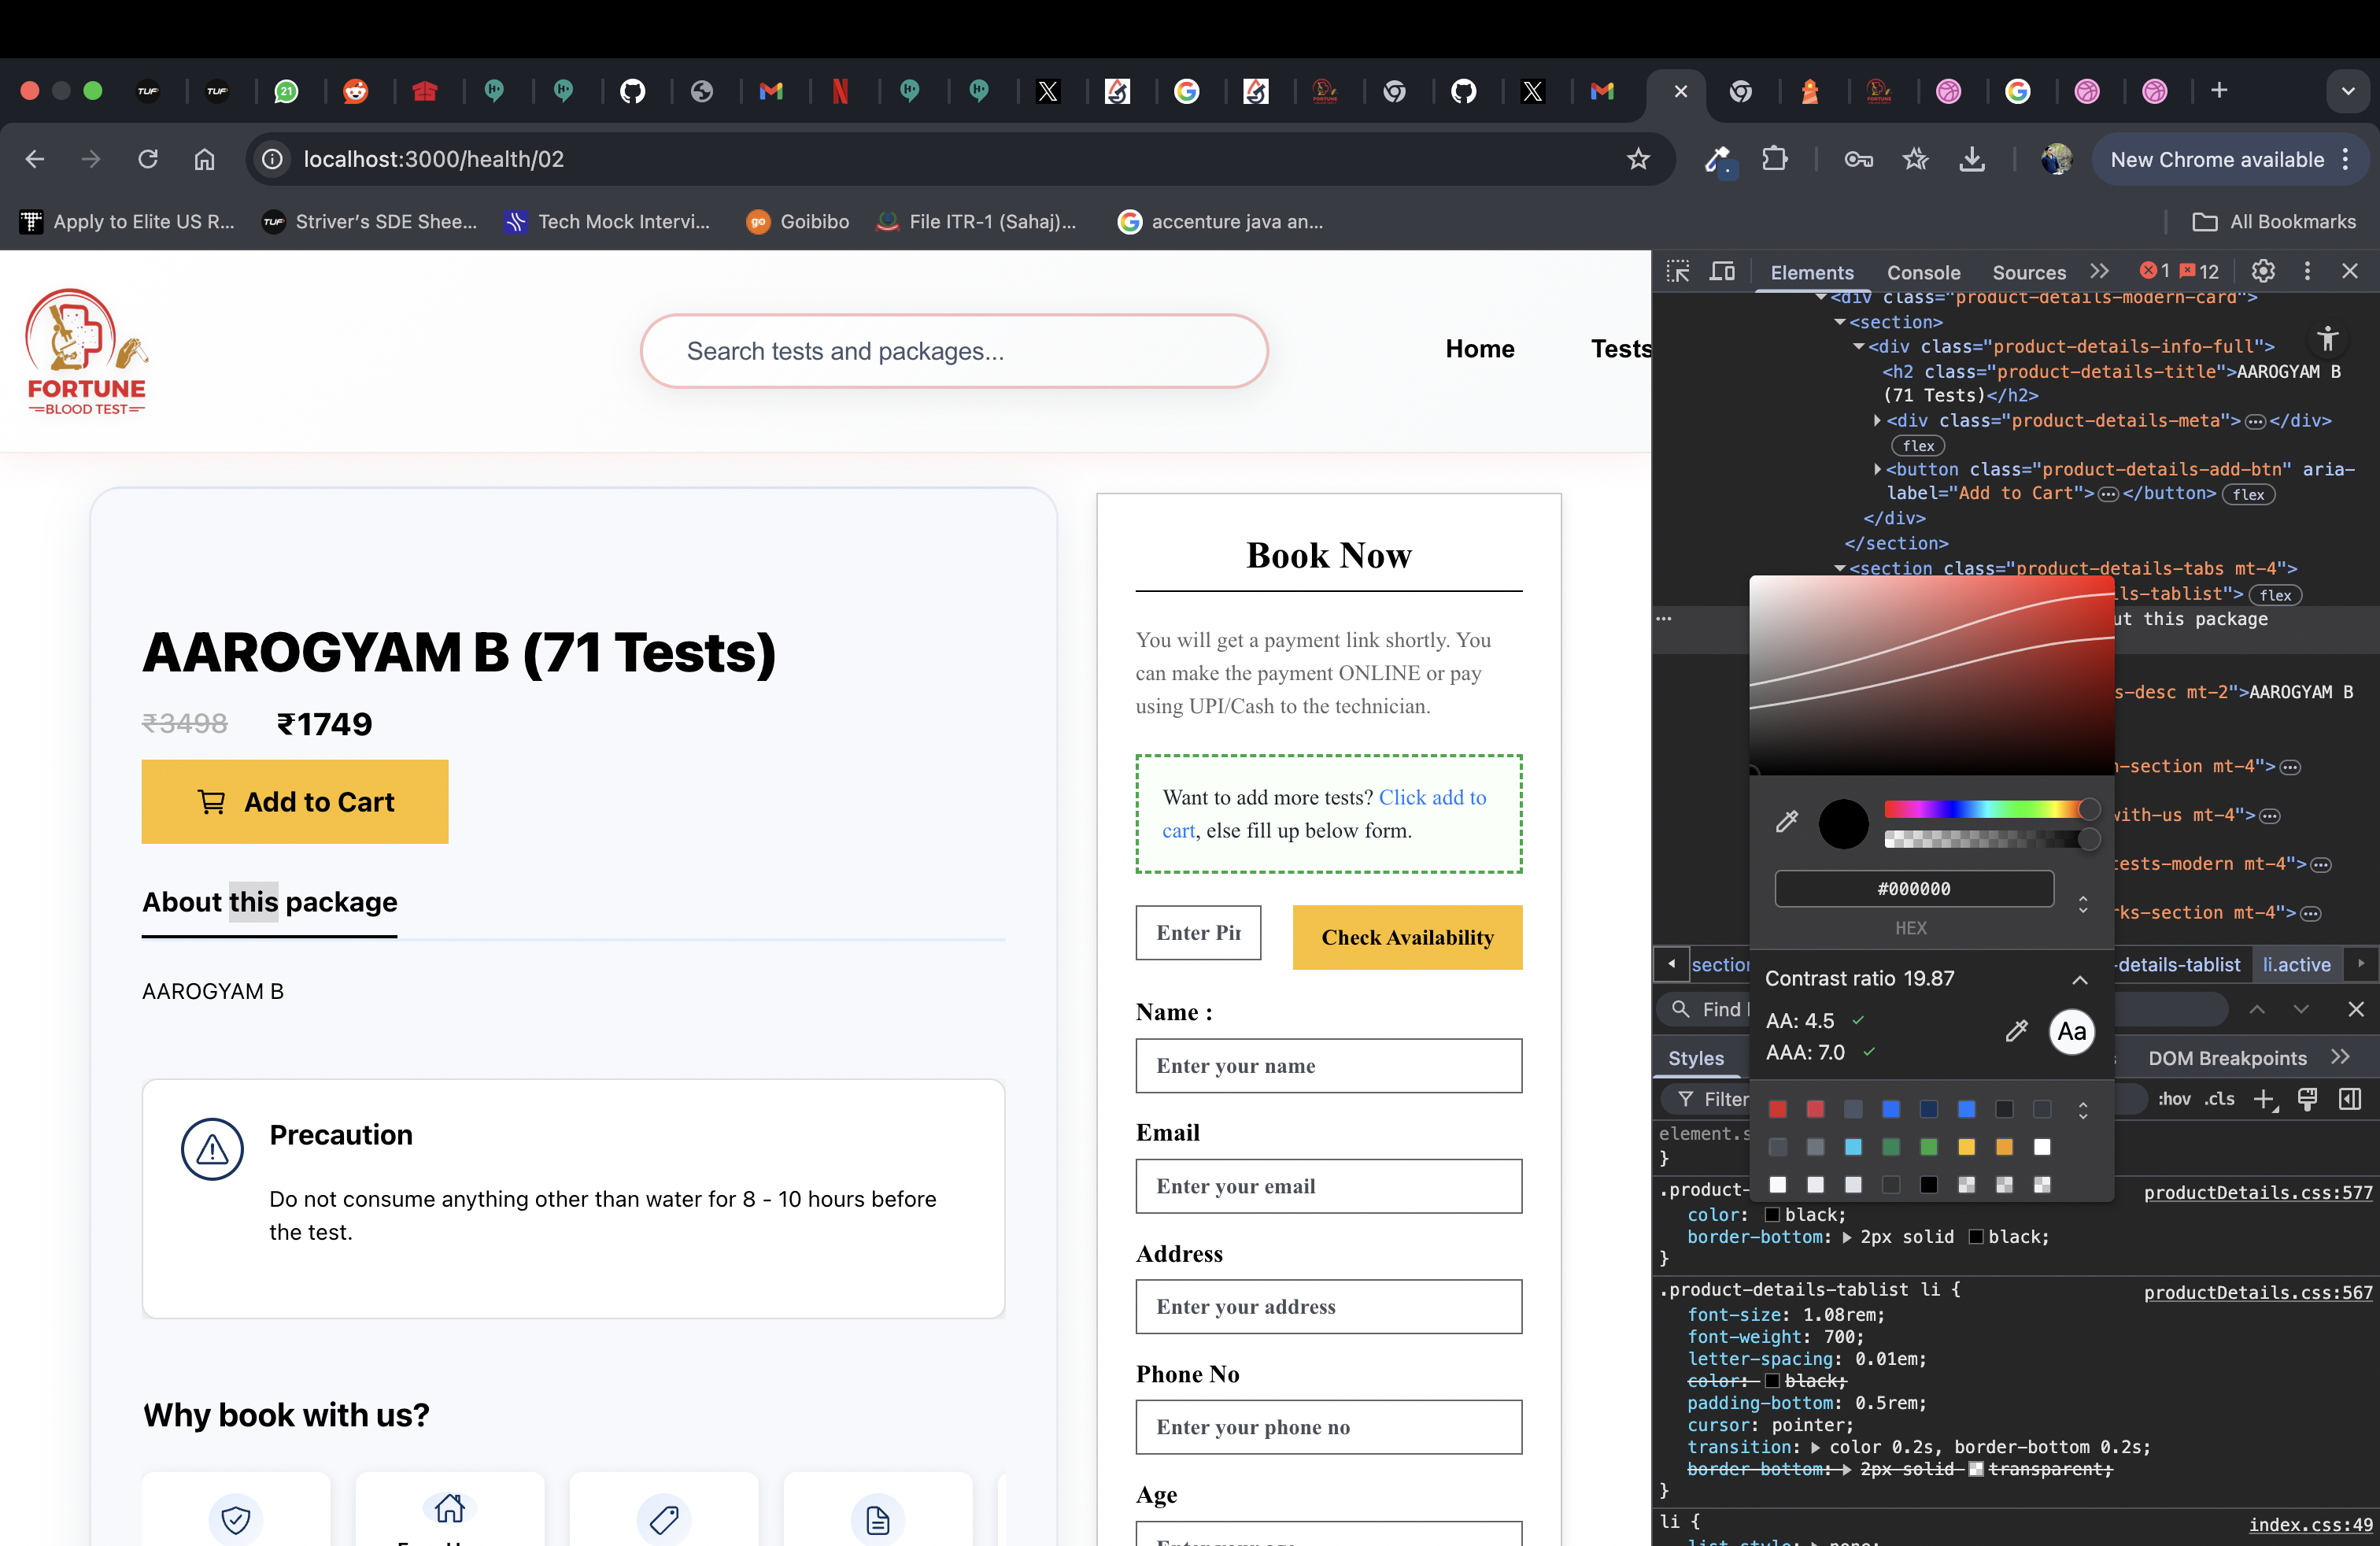 TUF
TUF
21
localhost:3000/health/02
New Chrome available
Apply to Elite US R...
Striver's SDE Shee...
Tech Mock Intervi...
go
Goibibo
File ITR-1 (Sahaj)...
accenture java an...
All Bookmarks
FORTUNE
BLOOD TEST
Search tests and packages...
Home
Tests
AAROGYAM B (71 Tests)
₹3498 ₹1749
Add to Cart
About this package
AAROGYAM B
Precaution
Do not consume anything other than water for 8 - 10 hours before
the test.
Why book with us?
Book Now
You will get a payment link shortly. You
can make the payment ONLINE or pay
using UPI/Cash to the technician.
Want to add more tests? Click add to
cart, else fill up below form.
Enter Pin
Check Availability
Name :
Enter your name
Email
Enter your email
Address
Enter your address
Phone No
Enter your phone no
Age
Elements Console Sources 1 12
<div class="product-details-modern-card">
<section>
<div class="product-details-info-full">
<h2 class="product-details-title">AAROGYAM B
(71 Tests)</h2>
<div class="product-details-meta">…</div>
flex
<button class="product-details-add-btn" aria-
label="Add to Cart">…</button> flex
</div>
</section>
<section class="product-details-tabs mt-4">
ls-tablist"> flex
ut this package
s-desc mt-2">AAROGYAM B
n-section mt-4">…
with-us mt-4">…
tests-modern mt-4">…
rks-section mt-4">…
#000000
HEX
Contrast ratio 19.87
AA: 4.5
AAA: 7.0
Aa
section -details-tablist li.active
Find
Styles DOM Breakpoints
Filter :hov .cls
element.s
}
.product- productDetails.css:577
color: black;
border-bottom: 2px solid black;
}
.product-details-tablist li { productDetails.css:567
font-size: 1.08rem;
font-weight: 700;
letter-spacing: 0.01em;
color: black;
padding-bottom: 0.5rem;
cursor: pointer;
transition: color 0.2s, border-bottom 0.2s;
border-bottom: 2px solid transparent;
}
li { index.css:49